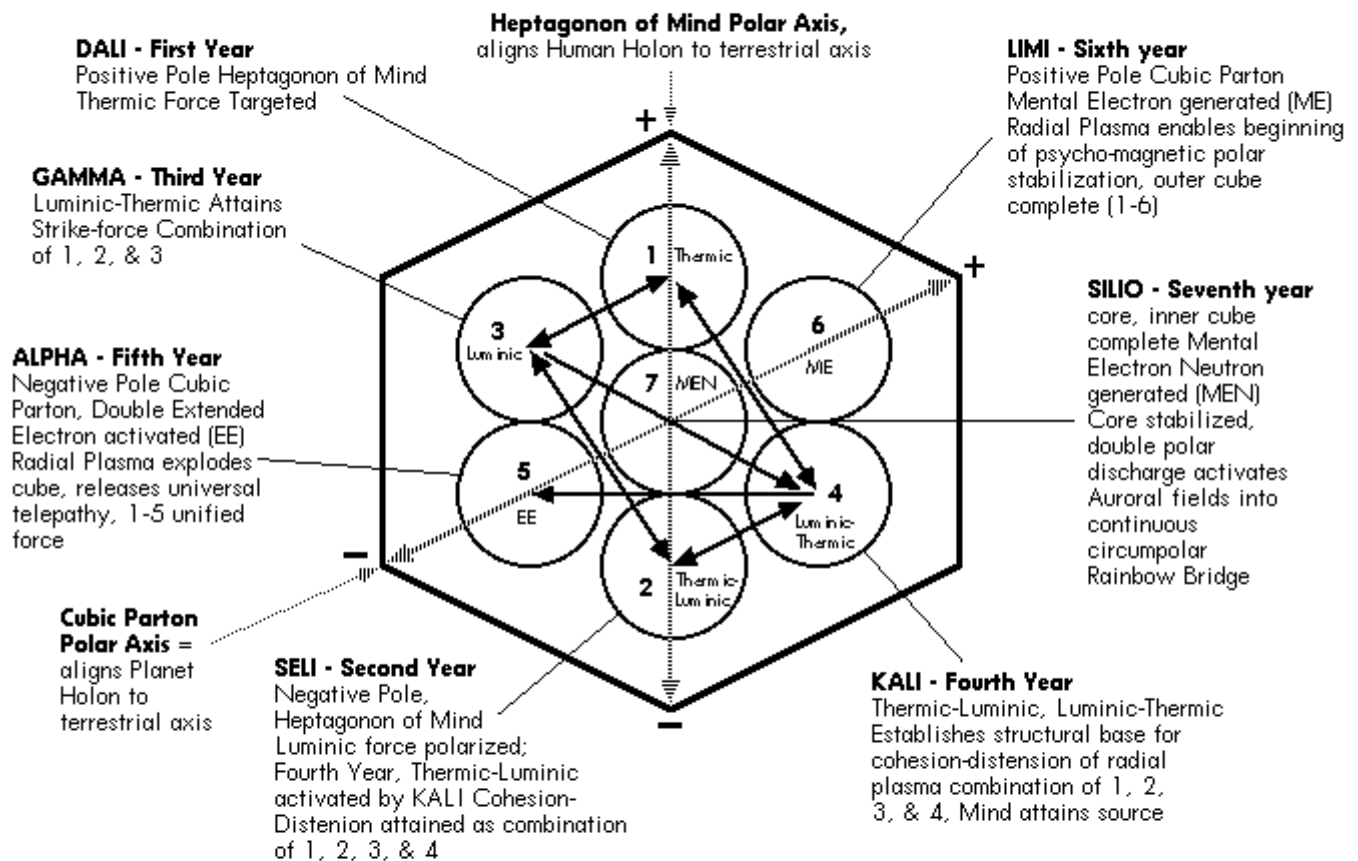 Heptagonon of Mind Polar Axis,
aligns Human Holon to terrestrial axis
DALI - First Year
Positive Pole Heptagonon of Mind
Thermic Force Targeted
LIMI - Sixth year
Positive Pole Cubic Parton
Mental Electron generated (ME)
Radial Plasma enables beginning
of psycho-magnetic polar
stabilization, outer cube
complete (1-6)
GAMMA - Third Year
Luminic-Thermic Attains
Strike-force Combination
of 1, 2, & 3
ALPHA - Fifth Year
Negative Pole Cubic
Parton, Double Extended
Electron activated (EE)
Radial Plasma explodes
cube, releases universal
telepathy, 1-5 unified
force
SILIO - Seventh year
core, inner cube
complete Mental
Electron Neutron
generated (MEN)
Core stabilized,
double polar
discharge activates
Auroral fields into
continuous
circumpolar
Rainbow Bridge
+
+
1 Thermic
3
Luminic
6
ME
7 MEN
5
EE
4
Luminic-
Thermic
2 Thermic-
Luminic
−
−
Cubic Parton
Polar Axis =
aligns Planet
Holon to
terrestrial axis
SELI - Second Year
Negative Pole,
Heptagonon of Mind
Luminic force polarized;
Fourth Year, Thermic-Luminic
activated by KALI Cohesion-
Distenion attained as combination
of 1, 2, 3, & 4
KALI - Fourth Year
Thermic-Luminic, Luminic-Thermic
Establishes structural base for
cohesion-distension of radial
plasma combination of 1, 2,
3, & 4, Mind attains source